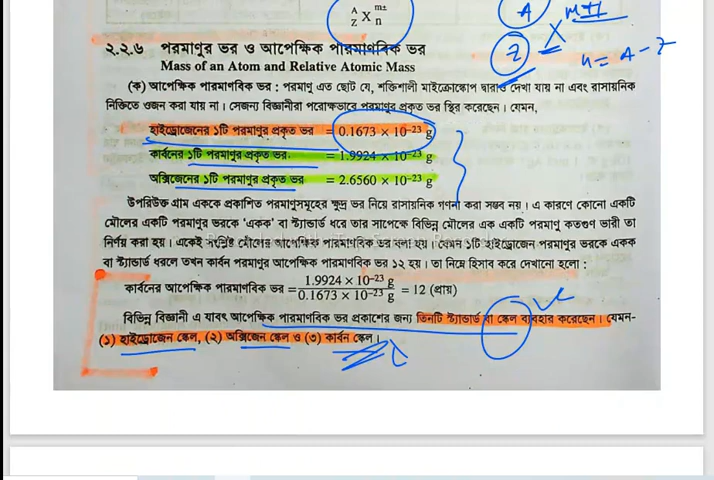 A
Z X m± n
A
Z X m±
n = A - Z
২.২.৬ পরমাণুর ভর ও আপেক্ষিক পারমাণবিক ভর
Mass of an Atom and Relative Atomic Mass
(ক) আপেক্ষিক পারমাণবিক ভর : পরমাণু এত ছোট যে, শক্তিশালী মাইক্রোস্কোপ দ্বারাও দেখা যায় না এবং রাসায়নিক
নিক্তিতে ওজন করা যায় না। সেজন্য বিজ্ঞানীরা পরোক্ষভাবে পরমাণুর প্রকৃত ভর স্থির করেছেন। যেমন,
হাইড্রোজেনের ১টি পরমাণুর প্রকৃত ভর = 0.1673 × 10⁻²³ g
কার্বনের ১টি পরমাণুর প্রকৃত ভর = 1.9924 × 10⁻²³ g
অক্সিজেনের ১টি পরমাণুর প্রকৃত ভর = 2.6560 × 10⁻²³ g
উপরিউক্ত গ্রাম এককে প্রকাশিত পরমাণুসমূহের ক্ষুদ্র ভর নিয়ে রাসায়নিক গণনা করা সম্ভব নয়। এ কারণে কোনো একটি
মৌলের একটি পরমাণুর ভরকে ‘একক’ বা স্ট্যান্ডার্ড ধরে তার সাপেক্ষে বিভিন্ন মৌলের এক একটি পরমাণু কতগুণ ভারী তা
নির্ণয় করা হয়। একেই সংশ্লিষ্ট মৌলের আপেক্ষিক পারমাণবিক ভর বলা হয়। যেমন ১টি হাইড্রোজেন পরমাণুর ভরকে একক
বা স্ট্যান্ডার্ড ধরলে তখন কার্বন পরমাণুর আপেক্ষিক পারমাণবিক ভর ১২ হয়। তা নিয়ে হিসাব করে দেখানো হলো :
কার্বনের আপেক্ষিক পারমাণবিক ভর = 1.9924 × 10⁻²³ g / 0.1673 × 10⁻²³ g = 12 (প্রায়)
বিভিন্ন বিজ্ঞানী এ যাবৎ আপেক্ষিক পারমাণবিক ভর প্রকাশের জন্য তিনটি স্ট্যান্ডার্ড বা স্কেল ব্যবহার করেছেন। যেমন-
(১) হাইড্রোজেন স্কেল, (২) অক্সিজেন স্কেল ও (৩) কার্বন স্কেল।